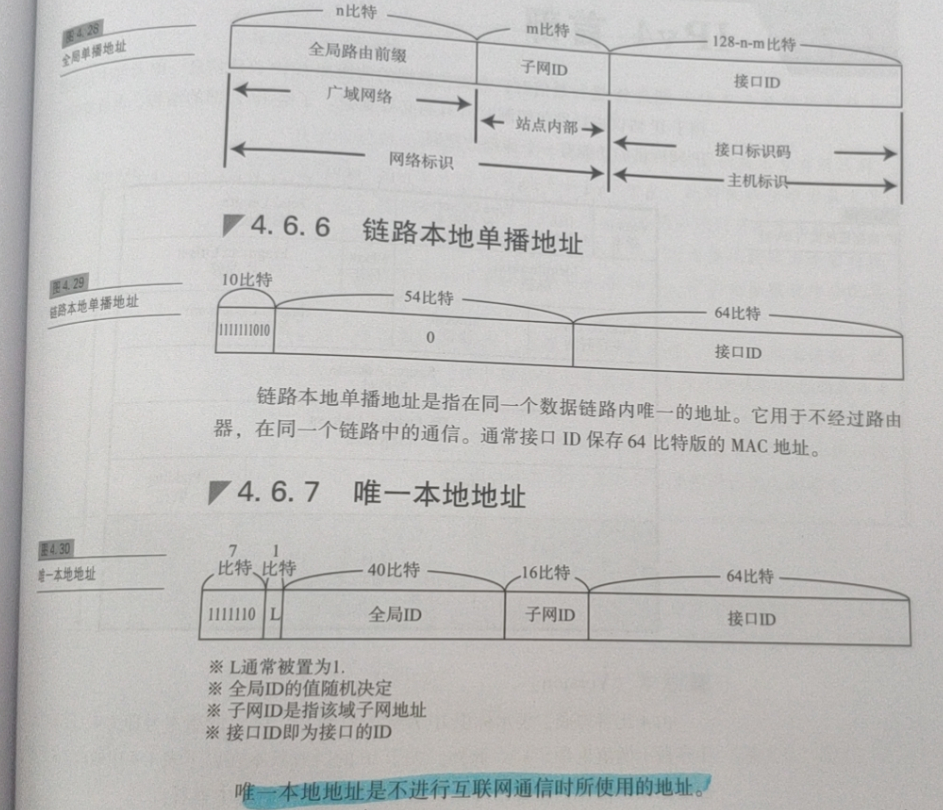 图4.28
全局单播地址
n比特
m比特
128-n-m比特
全局路由前缀
子网ID
接口ID
广域网络
站点内部
接口标识码
网络标识
主机标识
4.6.6 链路本地单播地址
图4.29
链路本地单播地址
10比特
54比特
64比特
1111111010
0
接口ID
链路本地单播地址是指在同一个数据链路内唯一的地址。它用于不经过路由
器，在同一个链路中的通信。通常接口 ID 保存 64 比特版的 MAC 地址。
4.6.7 唯一本地地址
图4.30
唯一本地地址
7
比特
1
比特
40比特
16比特
64比特
1111110
L
全局ID
子网ID
接口ID
※ L通常被置为1.
※ 全局ID的值随机决定
※ 子网ID是指该域子网地址
※ 接口ID即为接口的ID
唯一本地地址是不进行互联网通信时所使用的地址。